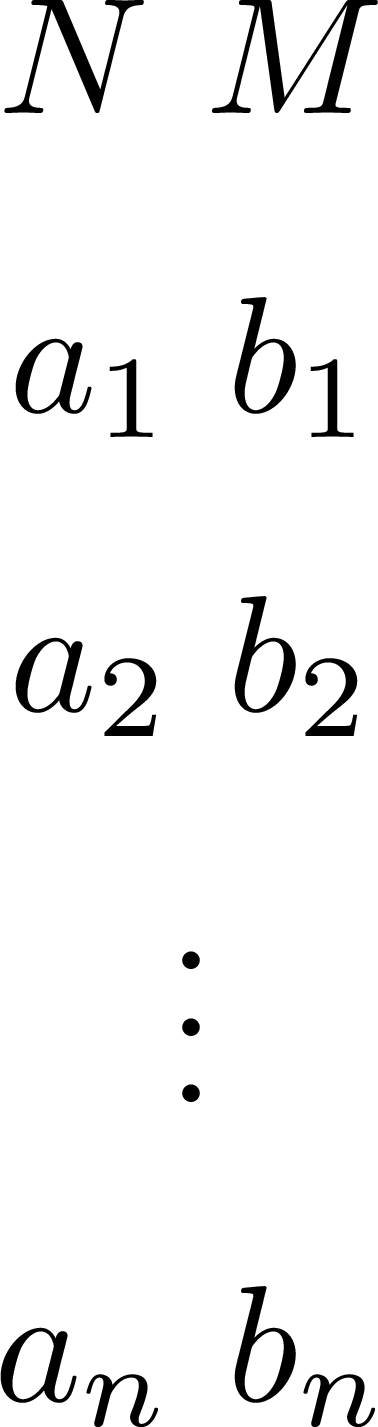 N M
a₁ b₁
a₂ b₂
⋮
aₙ bₙ